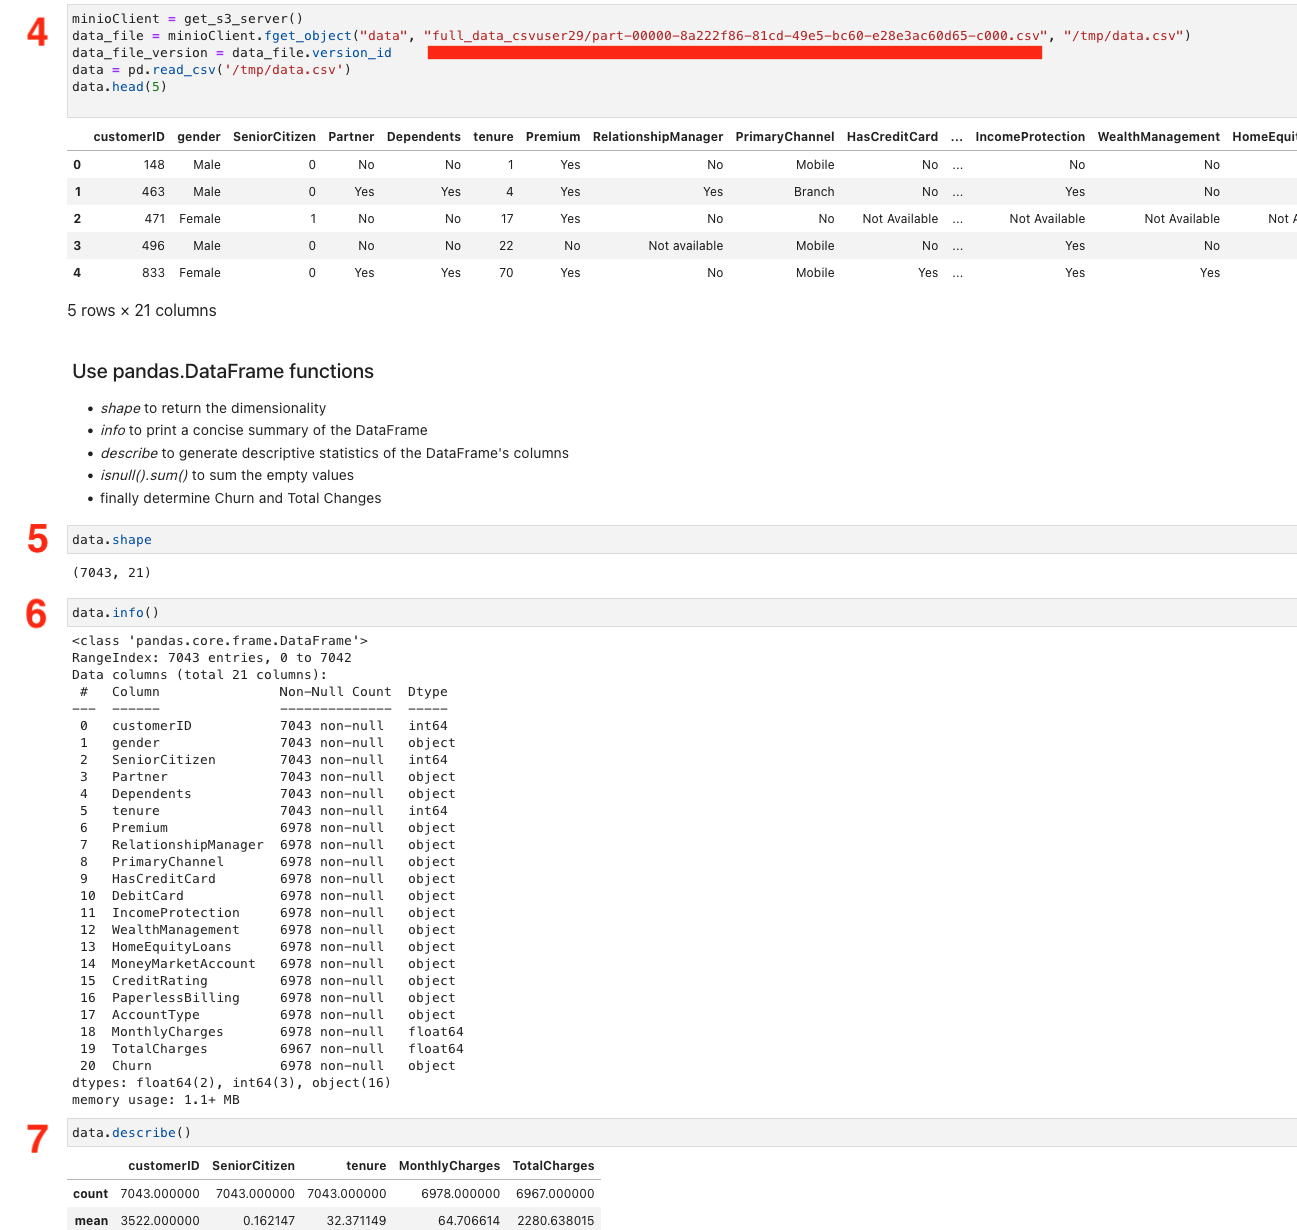 4
minioClient = get_s3_server()
data_file = minioClient.fget_object("data", "full_data_csvuser29/part-00000-8a222f86-81cd-49e5-bc60-e28e3ac60d65-c000.csv", "/tmp/data.csv")
data_file_version = data_file.version_id
data = pd.read_csv('/tmp/data.csv')
data.head(5)
customerID gender SeniorCitizen Partner Dependents tenure Premium RelationshipManager PrimaryChannel HasCreditCard ... IncomeProtection WealthManagement HomeEquit
0 148 Male 0 No No 1 Yes No Mobile No ... No No
1 463 Male 0 Yes Yes 4 Yes Yes Branch No ... Yes No
2 471 Female 1 No No 17 Yes No No Not Available ... Not Available Not Available Not A
3 496 Male 0 No No 22 No Not available Mobile No ... Yes No
4 833 Female 0 Yes Yes 70 Yes No Mobile Yes ... Yes Yes
5 rows × 21 columns
Use pandas.DataFrame functions
• shape to return the dimensionality
• info to print a concise summary of the DataFrame
• describe to generate descriptive statistics of the DataFrame's columns
• isnull().sum() to sum the empty values
• finally determine Churn and Total Changes
5
data.shape
(7043, 21)
6
data.info()
<class 'pandas.core.frame.DataFrame'>
RangeIndex: 7043 entries, 0 to 7042
Data columns (total 21 columns):
# Column Non-Null Count Dtype
--- ------ -------------- -----
0 customerID 7043 non-null int64
1 gender 7043 non-null object
2 SeniorCitizen 7043 non-null int64
3 Partner 7043 non-null object
4 Dependents 7043 non-null object
5 tenure 7043 non-null int64
6 Premium 6978 non-null object
7 RelationshipManager 6978 non-null object
8 PrimaryChannel 6978 non-null object
9 HasCreditCard 6978 non-null object
10 DebitCard 6978 non-null object
11 IncomeProtection 6978 non-null object
12 WealthManagement 6978 non-null object
13 HomeEquityLoans 6978 non-null object
14 MoneyMarketAccount 6978 non-null object
15 CreditRating 6978 non-null object
16 PaperlessBilling 6978 non-null object
17 AccountType 6978 non-null object
18 MonthlyCharges 6978 non-null float64
19 TotalCharges 6967 non-null float64
20 Churn 6978 non-null object
dtypes: float64(2), int64(3), object(16)
memory usage: 1.1+ MB
7
data.describe()
customerID SeniorCitizen tenure MonthlyCharges TotalCharges
count 7043.000000 7043.000000 7043.000000 6978.000000 6967.000000
mean 3522.000000 0.162147 32.371149 64.706614 2280.638015